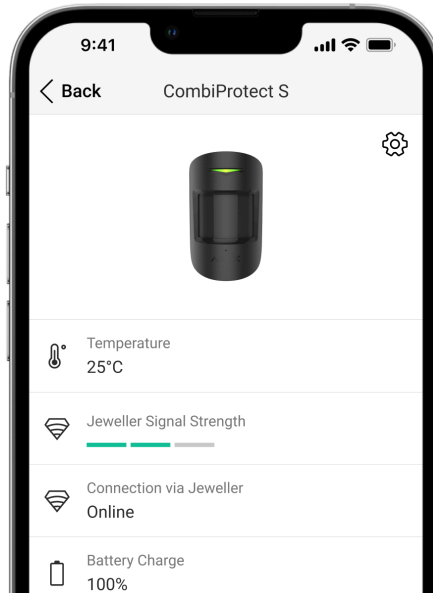 9:41
Back CombiProtect S
Temperature
25°C
Jeweller Signal Strength
Connection via Jeweller
Online
Battery Charge
100%